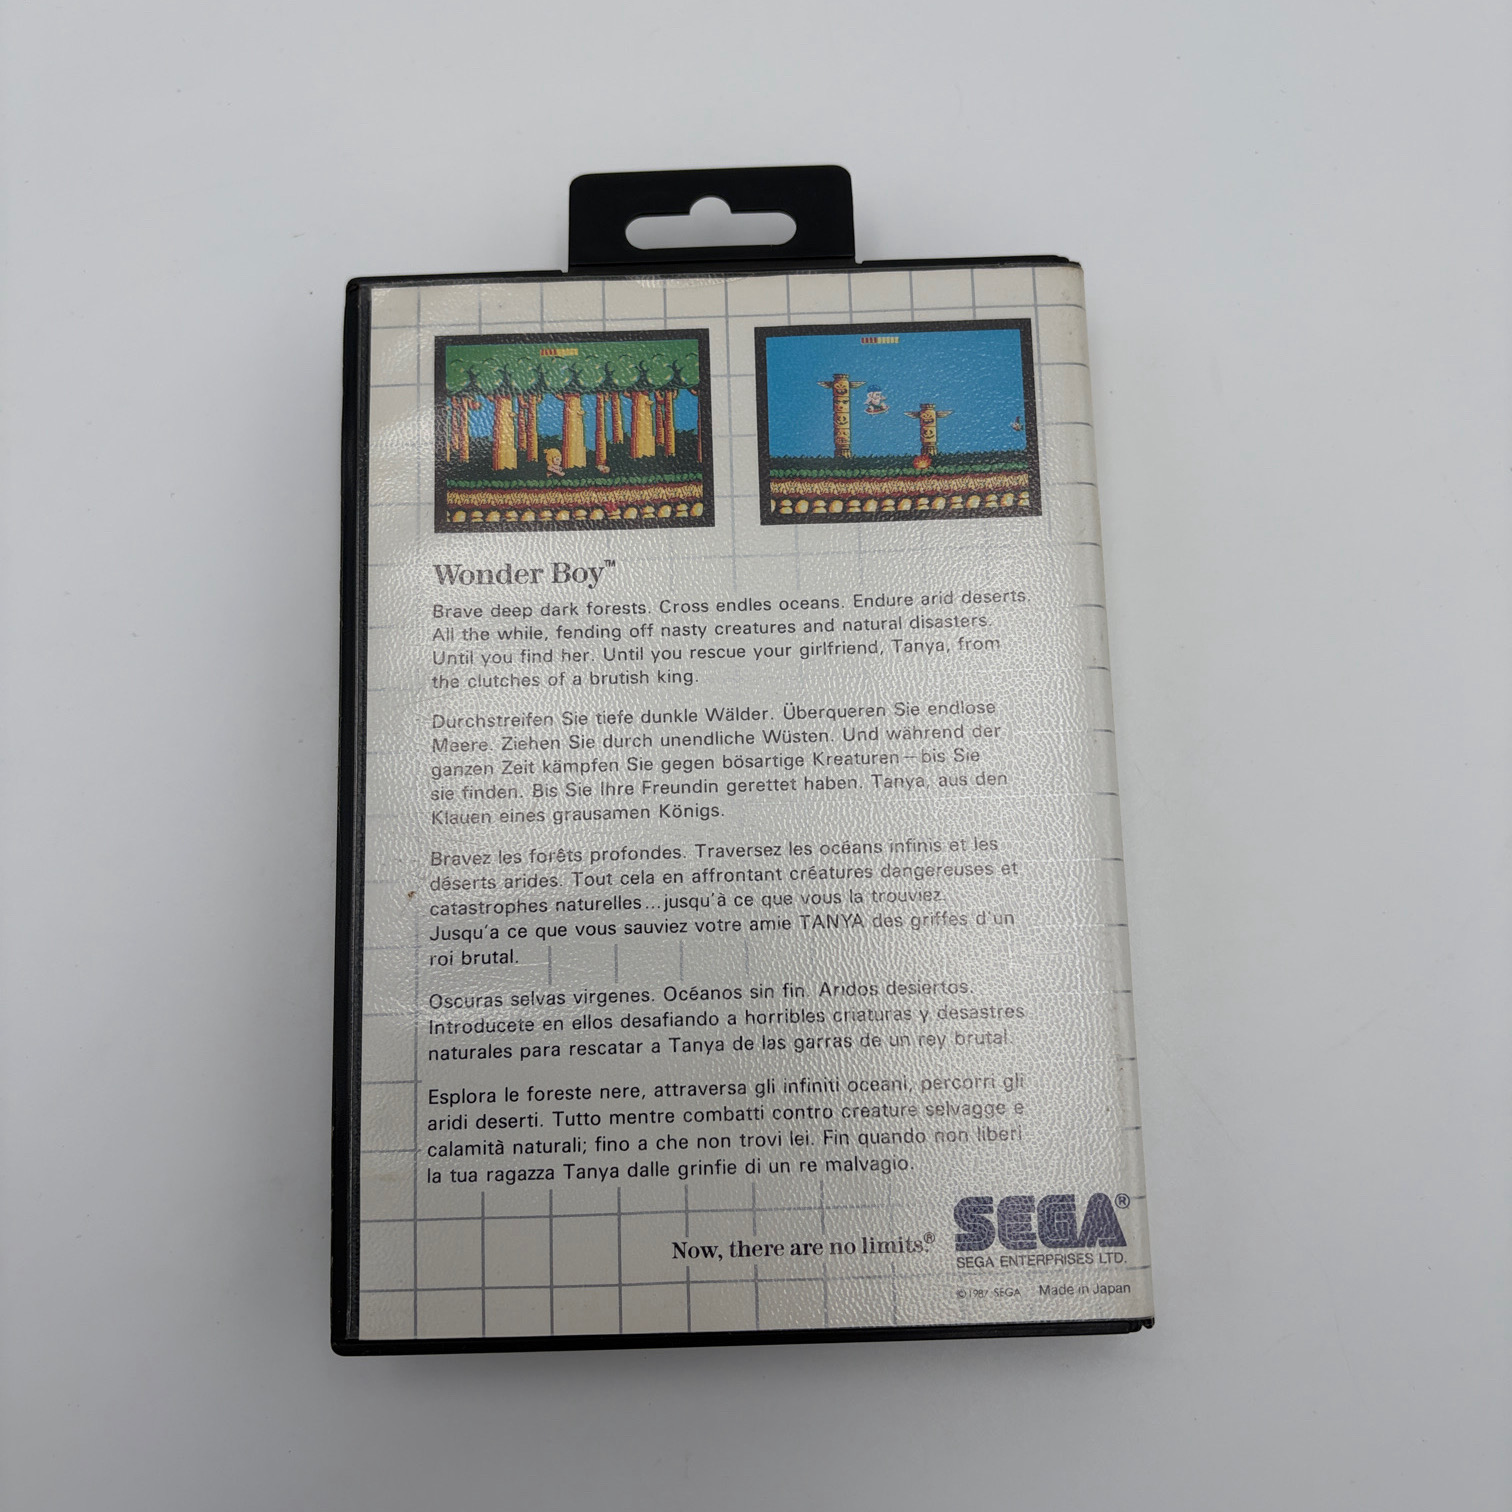 Wonder Boy™
Brave deep dark forests. Cross endles oceans. Endure arid deserts.
All the while, fending off nasty creatures and natural disasters.
Until you find her. Until you rescue your girlfriend, Tanya, from
the clutches of a brutish king.
Durchstreifen Sie tiefe dunkle Wälder. Überqueren Sie endlose
Meere. Ziehen Sie durch unendliche Wüsten. Und während der
ganzen Zeit kämpfen Sie gegen bösartige Kreaturen – bis Sie
sie finden. Bis Sie Ihre Freundin gerettet haben. Tanya, aus den
Klauen eines grausamen Königs.
Bravez les forêts profondes. Traversez les océans infinis et les
déserts arides. Tout cela en affrontant créatures dangereuses et
catastrophes naturelles...jusqu'à ce que vous la trouviez.
Jusqu'a ce que vous sauviez votre amie TANYA des griffes d'un
roi brutal.
Oscuras selvas virgenes. Océanos sin fin. Aridos desiertos.
Introducete en ellos desafiando a horribles criaturas y desastres
naturales para rescatar a Tanya de las garras de un rey brutal.
Esplora le foreste nere, attraversa gli infiniti oceani, percorri gli
aridi deserti. Tutto mentre combatti contro creature selvagge e
calamità naturali; fino a che non trovi lei. Fin quando non liberi
la tua ragazza Tanya dalle grinfie di un re malvagio.
Now, there are no limits.®
SEGA®
SEGA ENTERPRISES LTD.
© 1987 SEGA Made in Japan